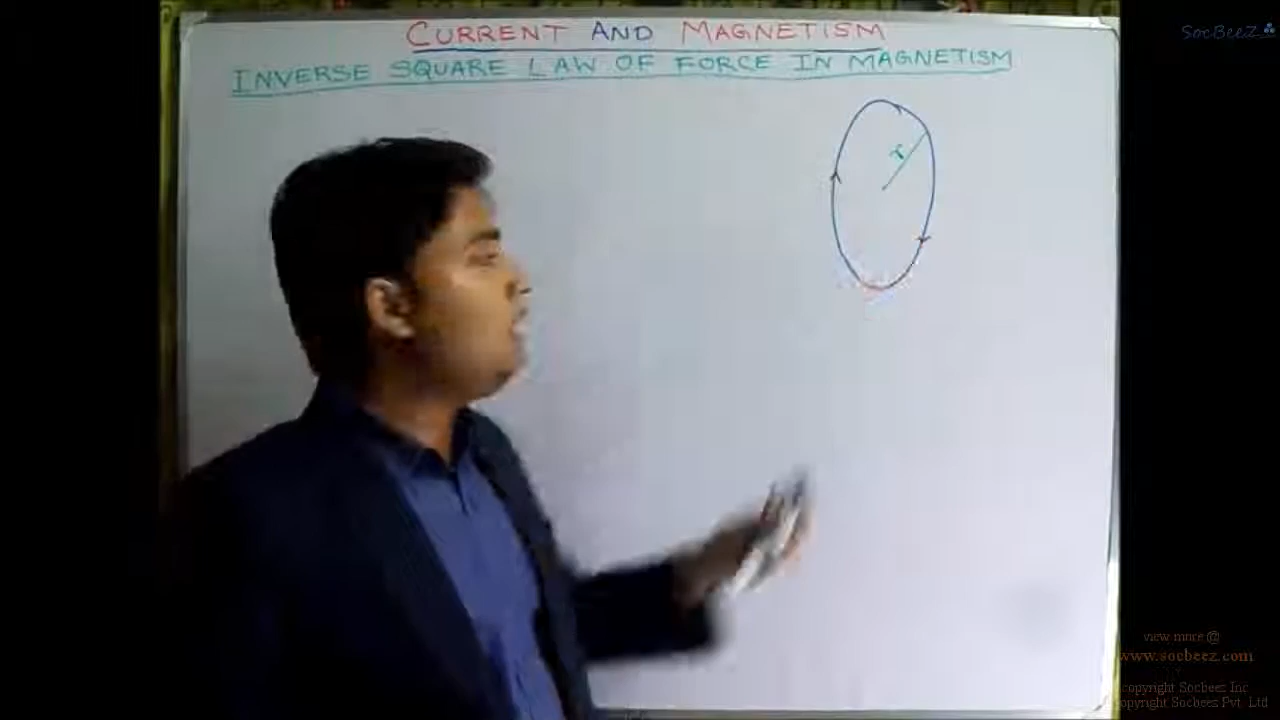 CURRENT AND MAGNETISM
INVERSE SQUARE LAW OF FORCE IN MAGNETISM
r
SocBeeZ
view more @
www.socbeez.com
copyright Socbeez Inc
copyright Socbeez Pvt Ltd